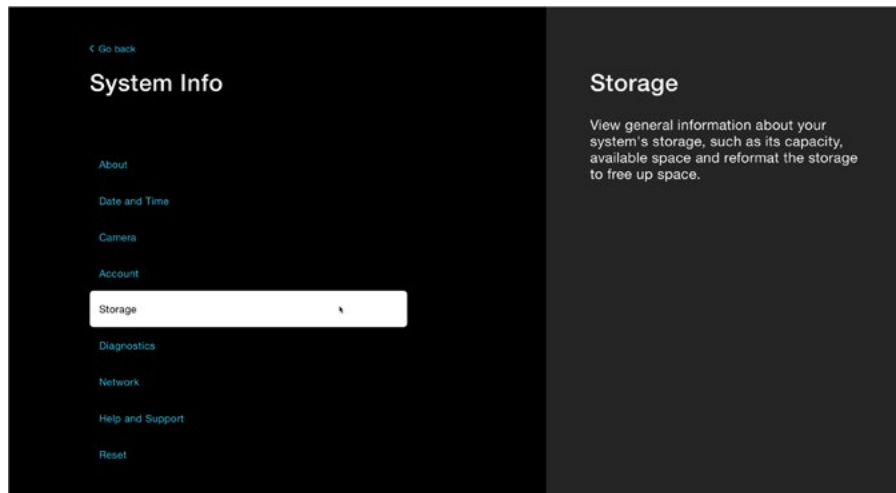 Go back
System Info
About
Date and Time
Camera
Account
Storage
Diagnostics
Network
Help and Support
Reset
Storage
View general information about your
system's storage, such as its capacity,
available space and reformat the storage
to free up space.